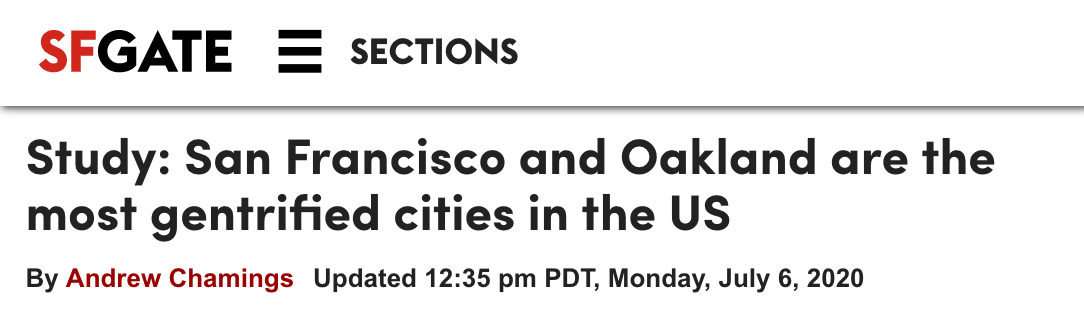 SFGATE SECTIONS
Study: San Francisco and Oakland are the
most gentrified cities in the US
By Andrew Chamings Updated 12:35 pm PDT, Monday, July 6, 2020